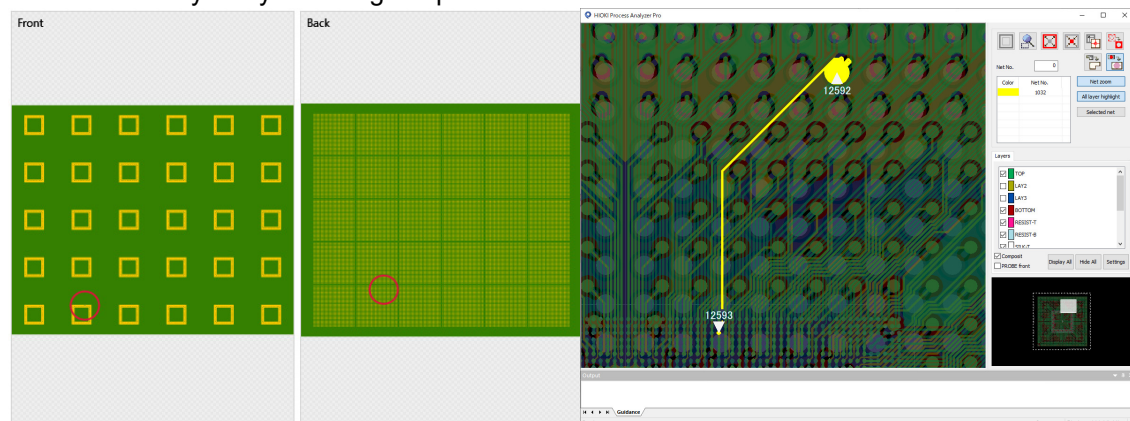 Front
Back
HIOKI Process Analyzer Pro
Net No.
0
Color
Net No.
1032
Net zoom
All layer highlight
Selected net
Layers
TOP
LAY2
LAY3
BOTTOM
RESIST-T
RESIST-B
Compost
PROBE front
Display All
Hide All
Settings
12592
12593
Output
Guidance